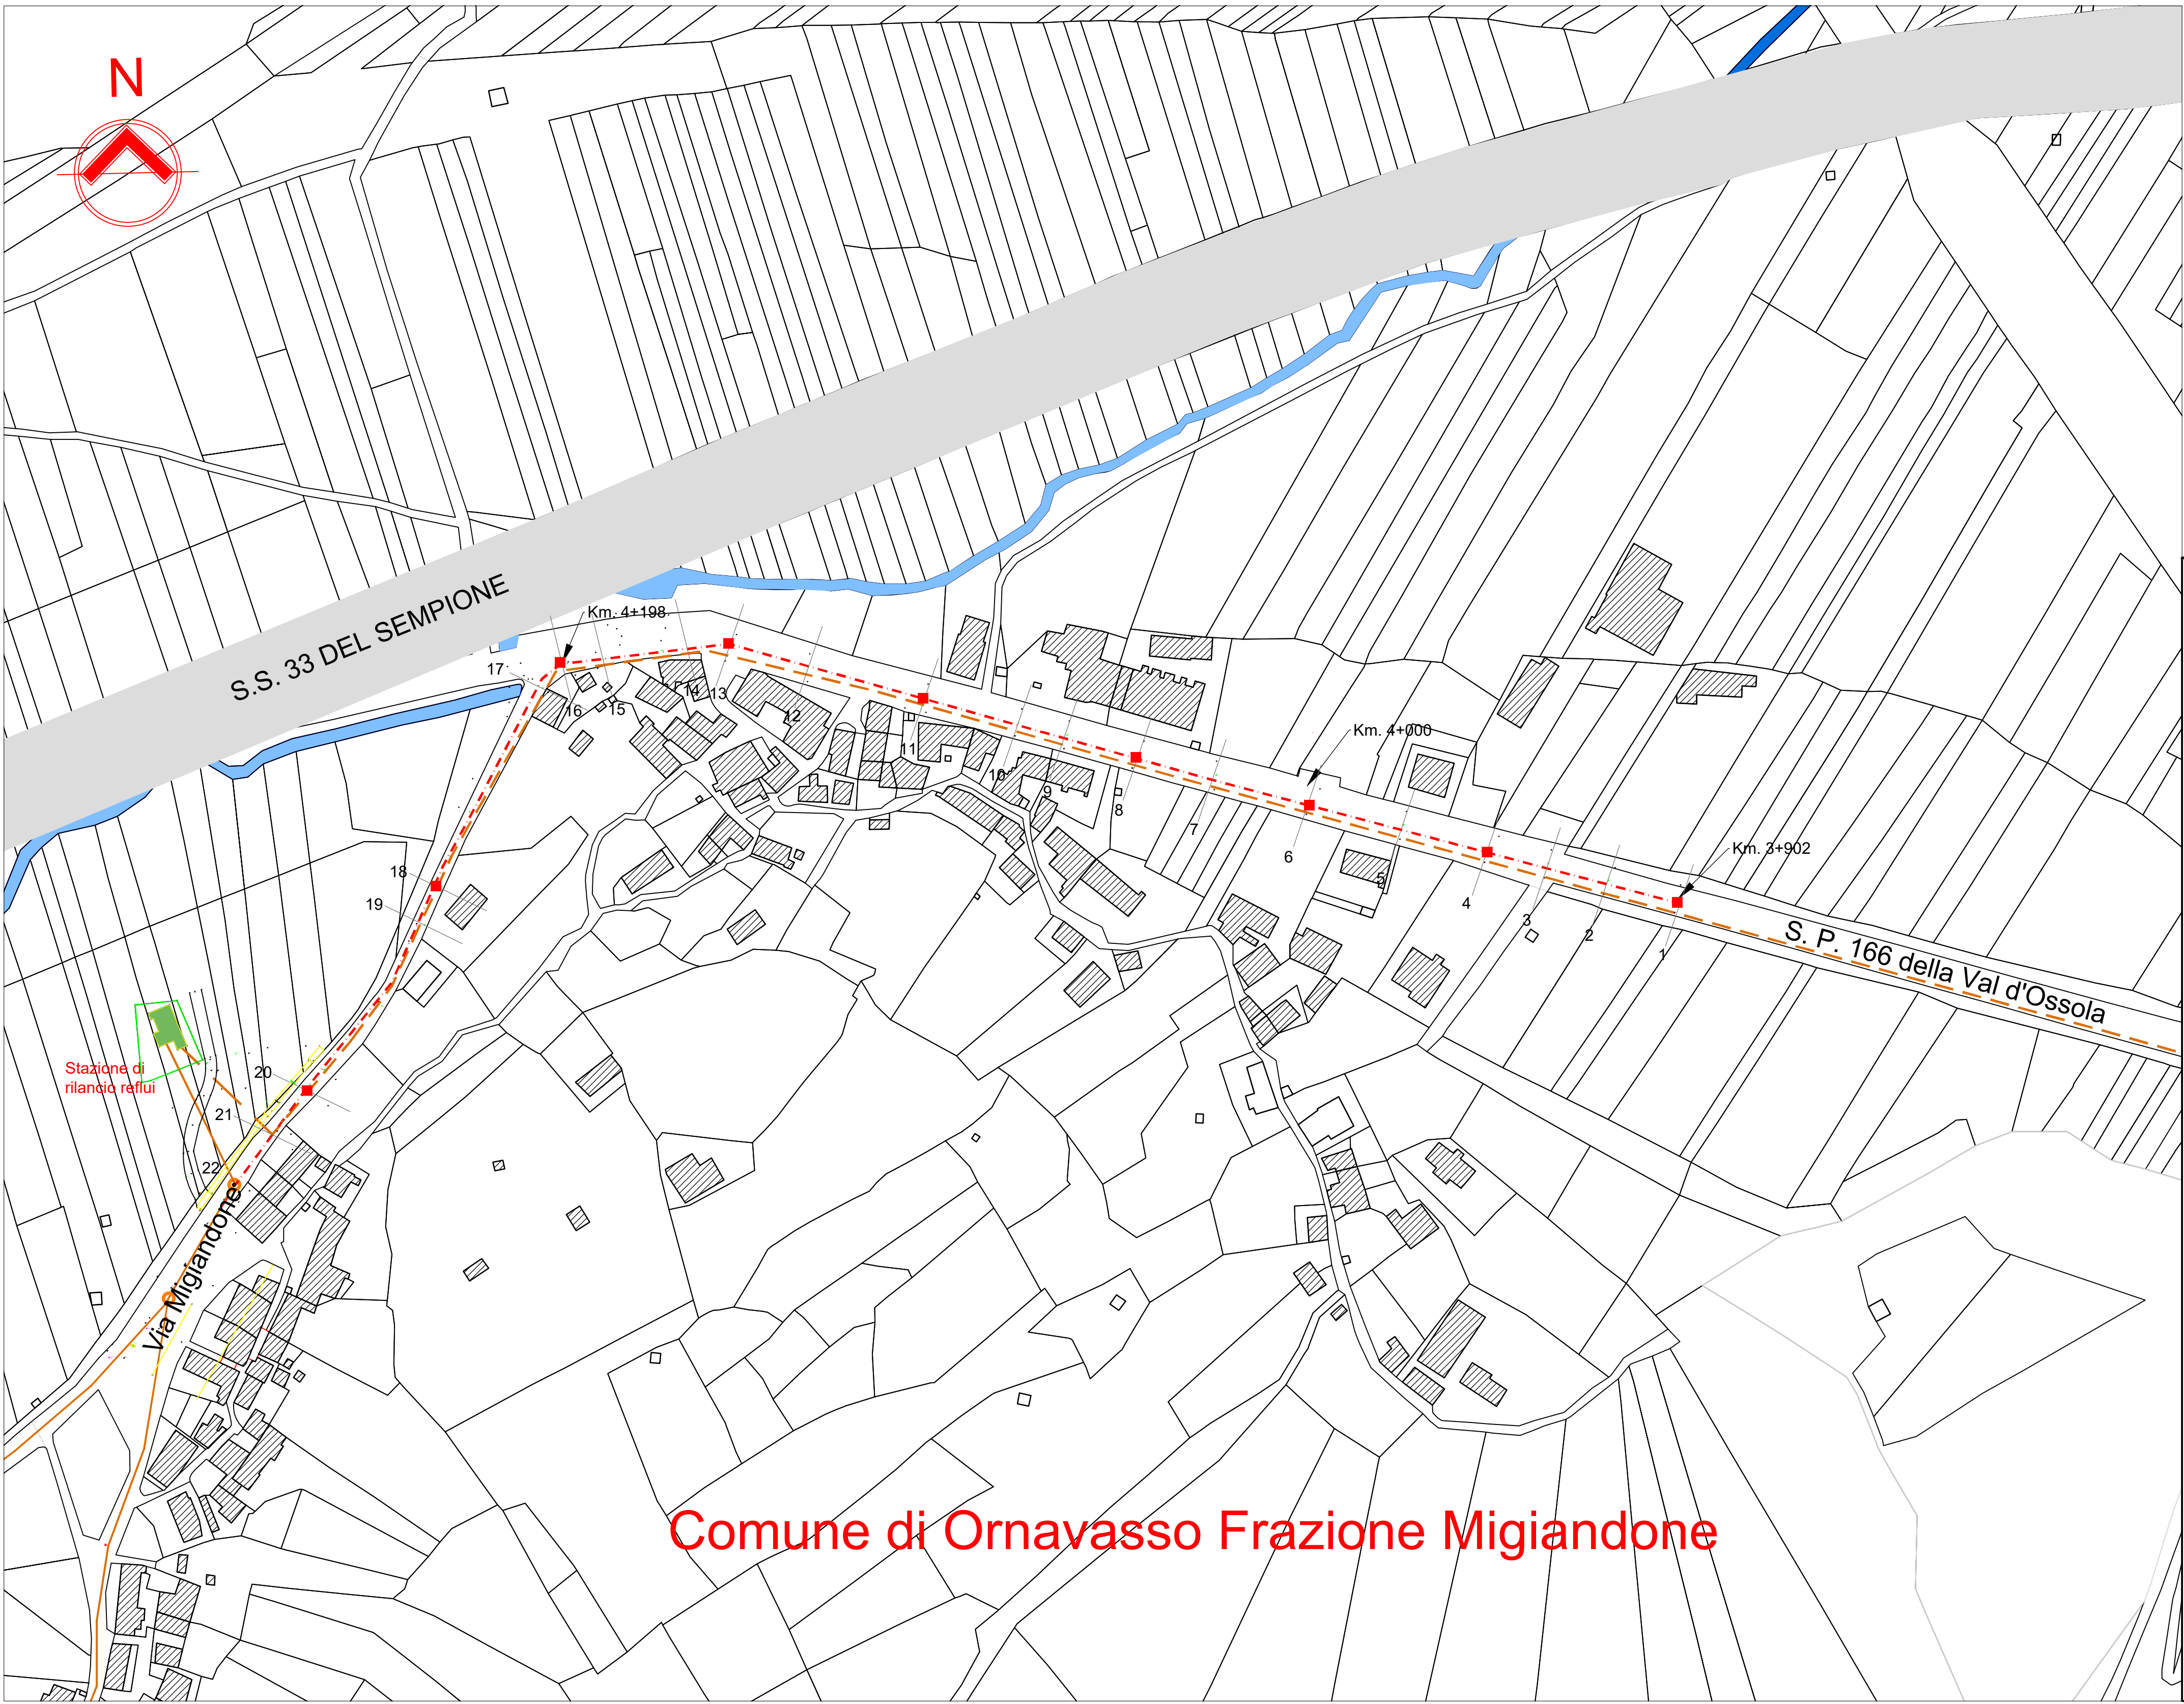 N
S.S. 33 DEL SEMPIONE
Km. 4+198
17
16
15
14
13
12
11
10
9
8
7
Km. 4+000
6
5
4
Km. 3+902
3
2
1
S. P. 166 della Val d'Ossola
18
19
Stazione di
rilancio reflui
20
21
22
Via Migiandone
Comune di Ornavasso Frazione Migiandone